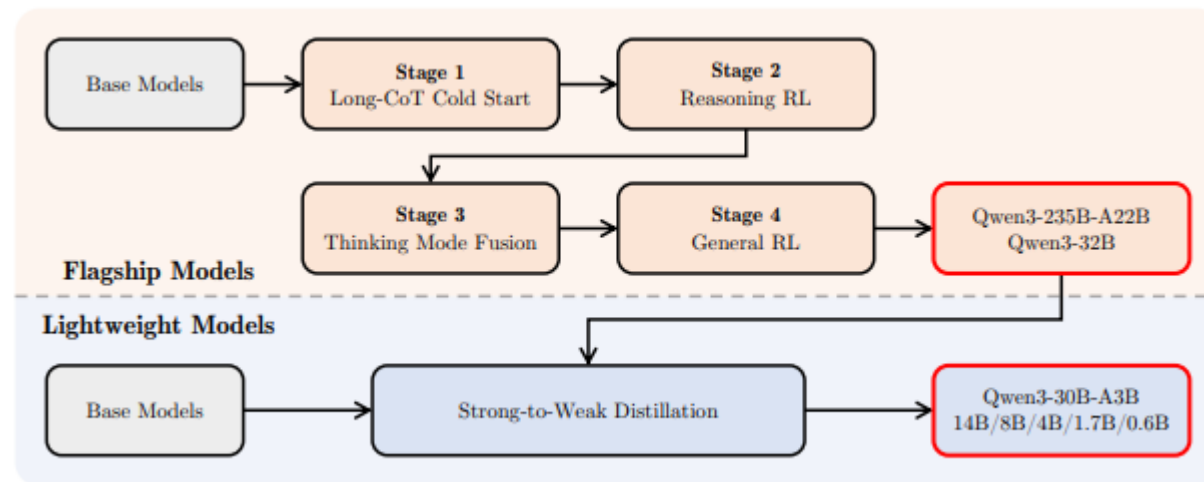 Base Models
Stage 1
Long-CoT Cold Start
Stage 2
Reasoning RL
Stage 3
Thinking Mode Fusion
Stage 4
General RL
Qwen3-235B-A22B
Qwen3-32B
Flagship Models
Lightweight Models
Base Models
Strong-to-Weak Distillation
Qwen3-30B-A3B
14B/8B/4B/1.7B/0.6B